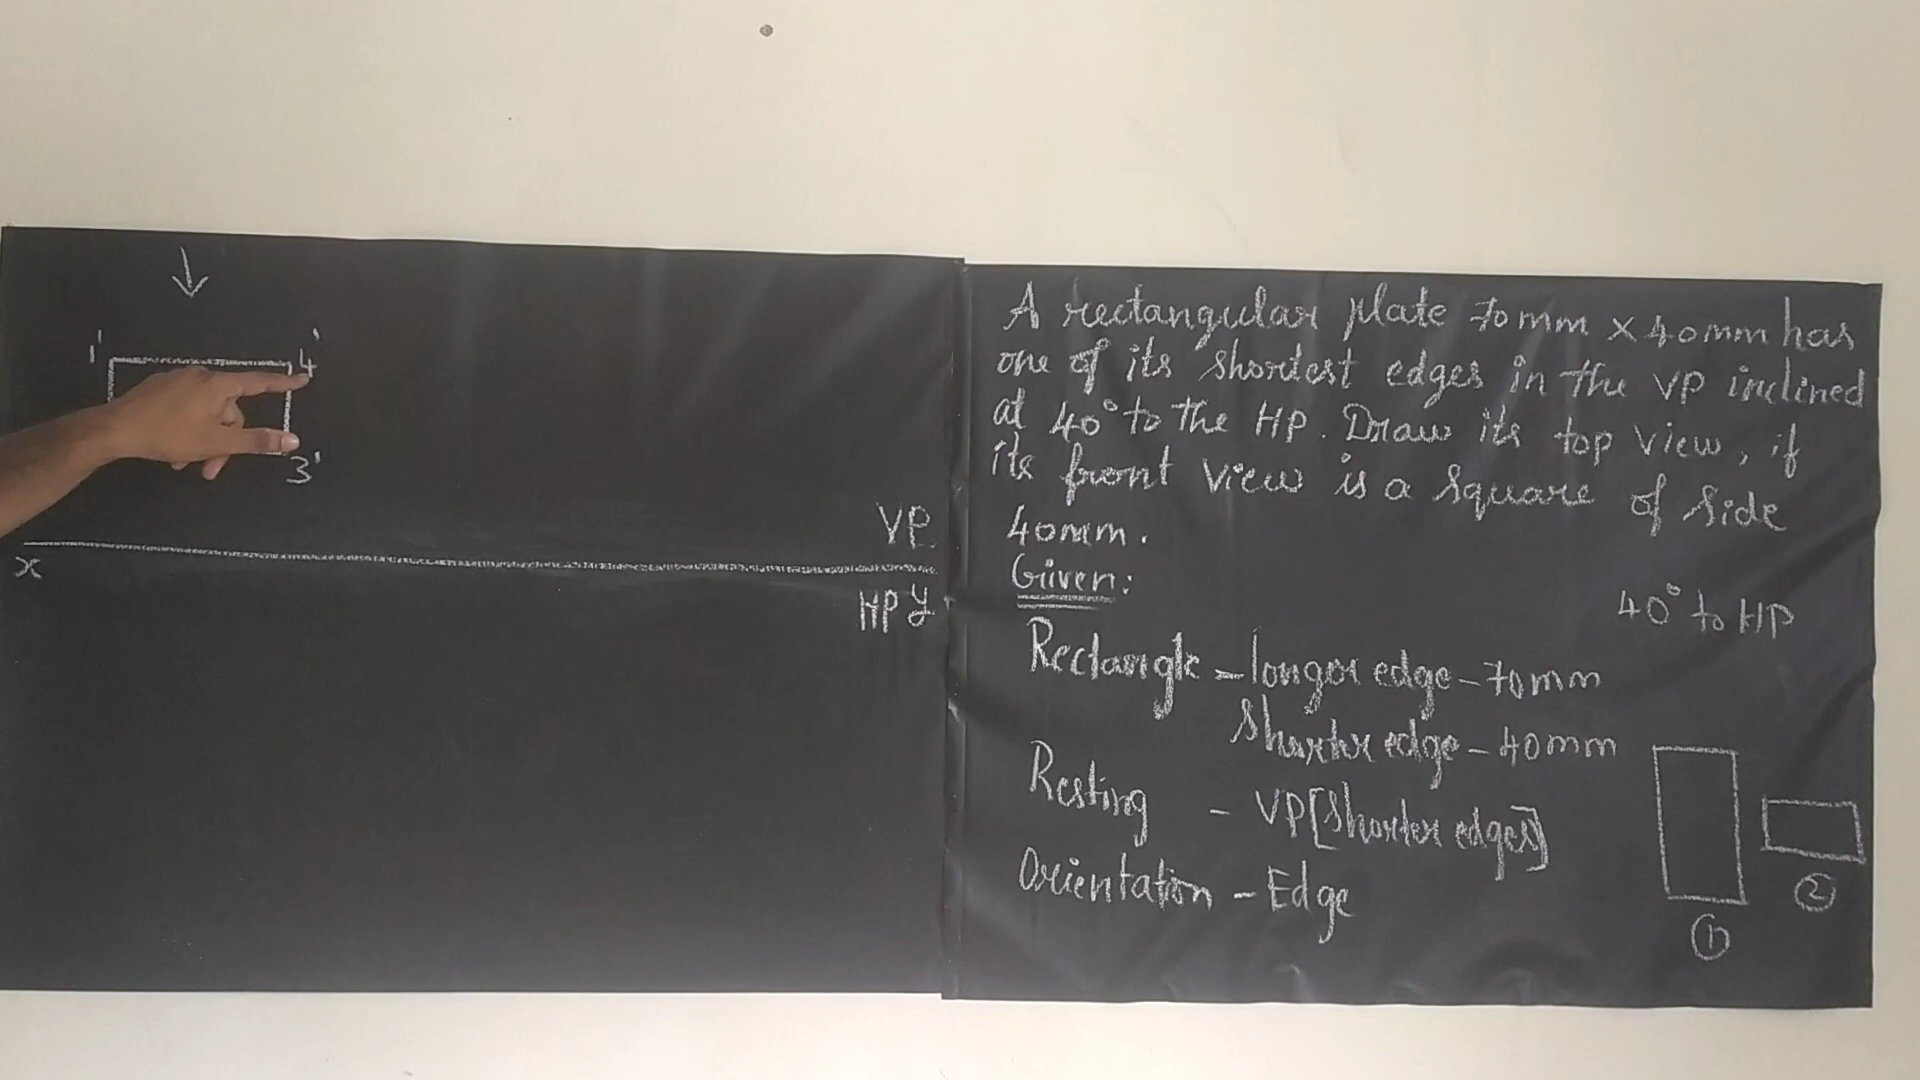 1'
4'
3'
VP
x
HP y
A rectangular plate 70mm x 40mm has
one of its shortest edges in the VP inclined
at 40° to the HP. Draw its top view, if
its front view is a square of side
40mm.
Given:
40° to HP
Rectangle - longer edge - 70mm
Shorter edge - 40mm
Resting - VP[Shorter edges]
Orientation - Edge
1
2